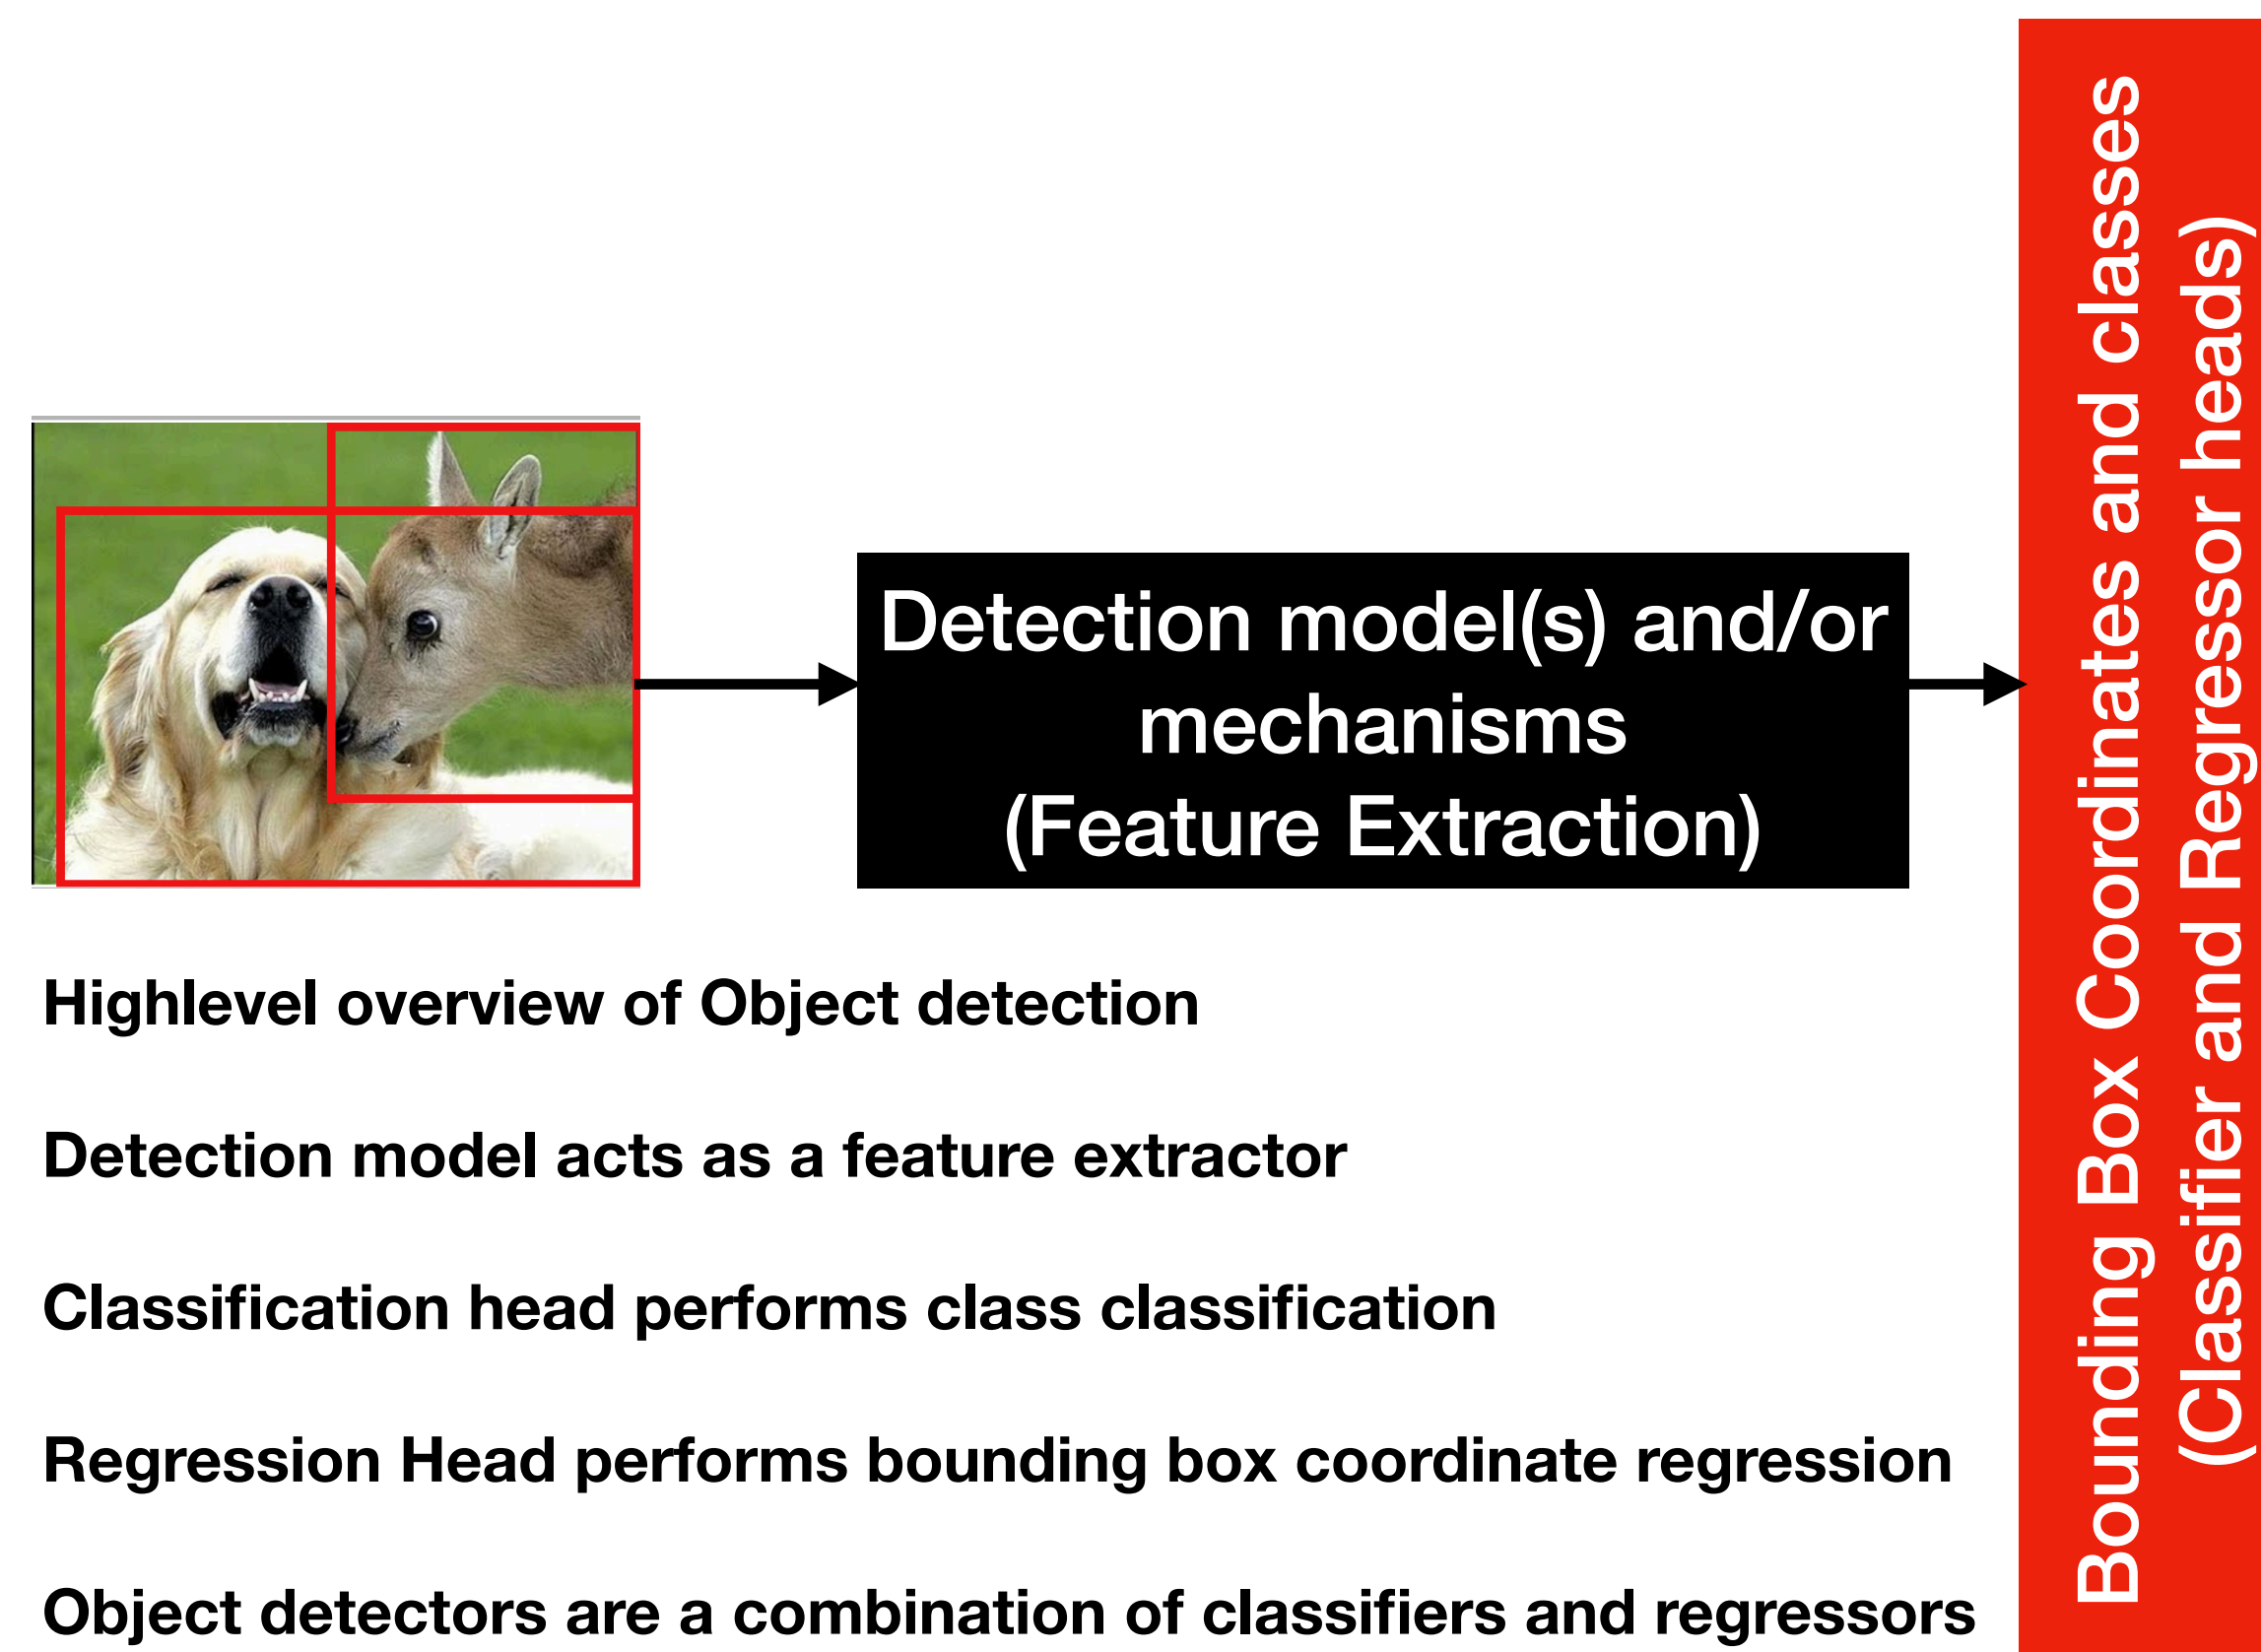 Detection model(s) and/or
mechanisms
(Feature Extraction)
Bounding Box Coordinates and classes
(Classifier and Regressor heads)
Highlevel overview of Object detection
Detection model acts as a feature extractor
Classification head performs class classification
Regression Head performs bounding box coordinate regression
Object detectors are a combination of classifiers and regressors